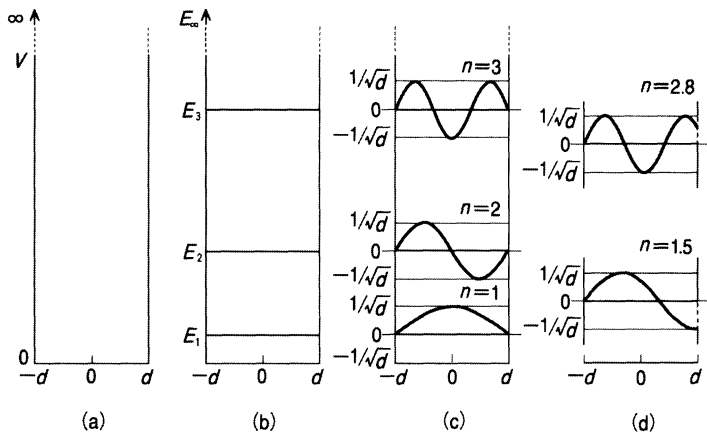 ∞
V
0
−d 0 d
(a)
E∞
E₃
E₂
E₁
−d 0 d
(b)
n=3
1/√d
0
−1/√d
n=2
1/√d
0
−1/√d
n=1
1/√d
0
−1/√d
−d 0 d
(c)
n=2.8
1/√d
0
−1/√d
n=1.5
1/√d
0
−1/√d
−d 0 d
(d)